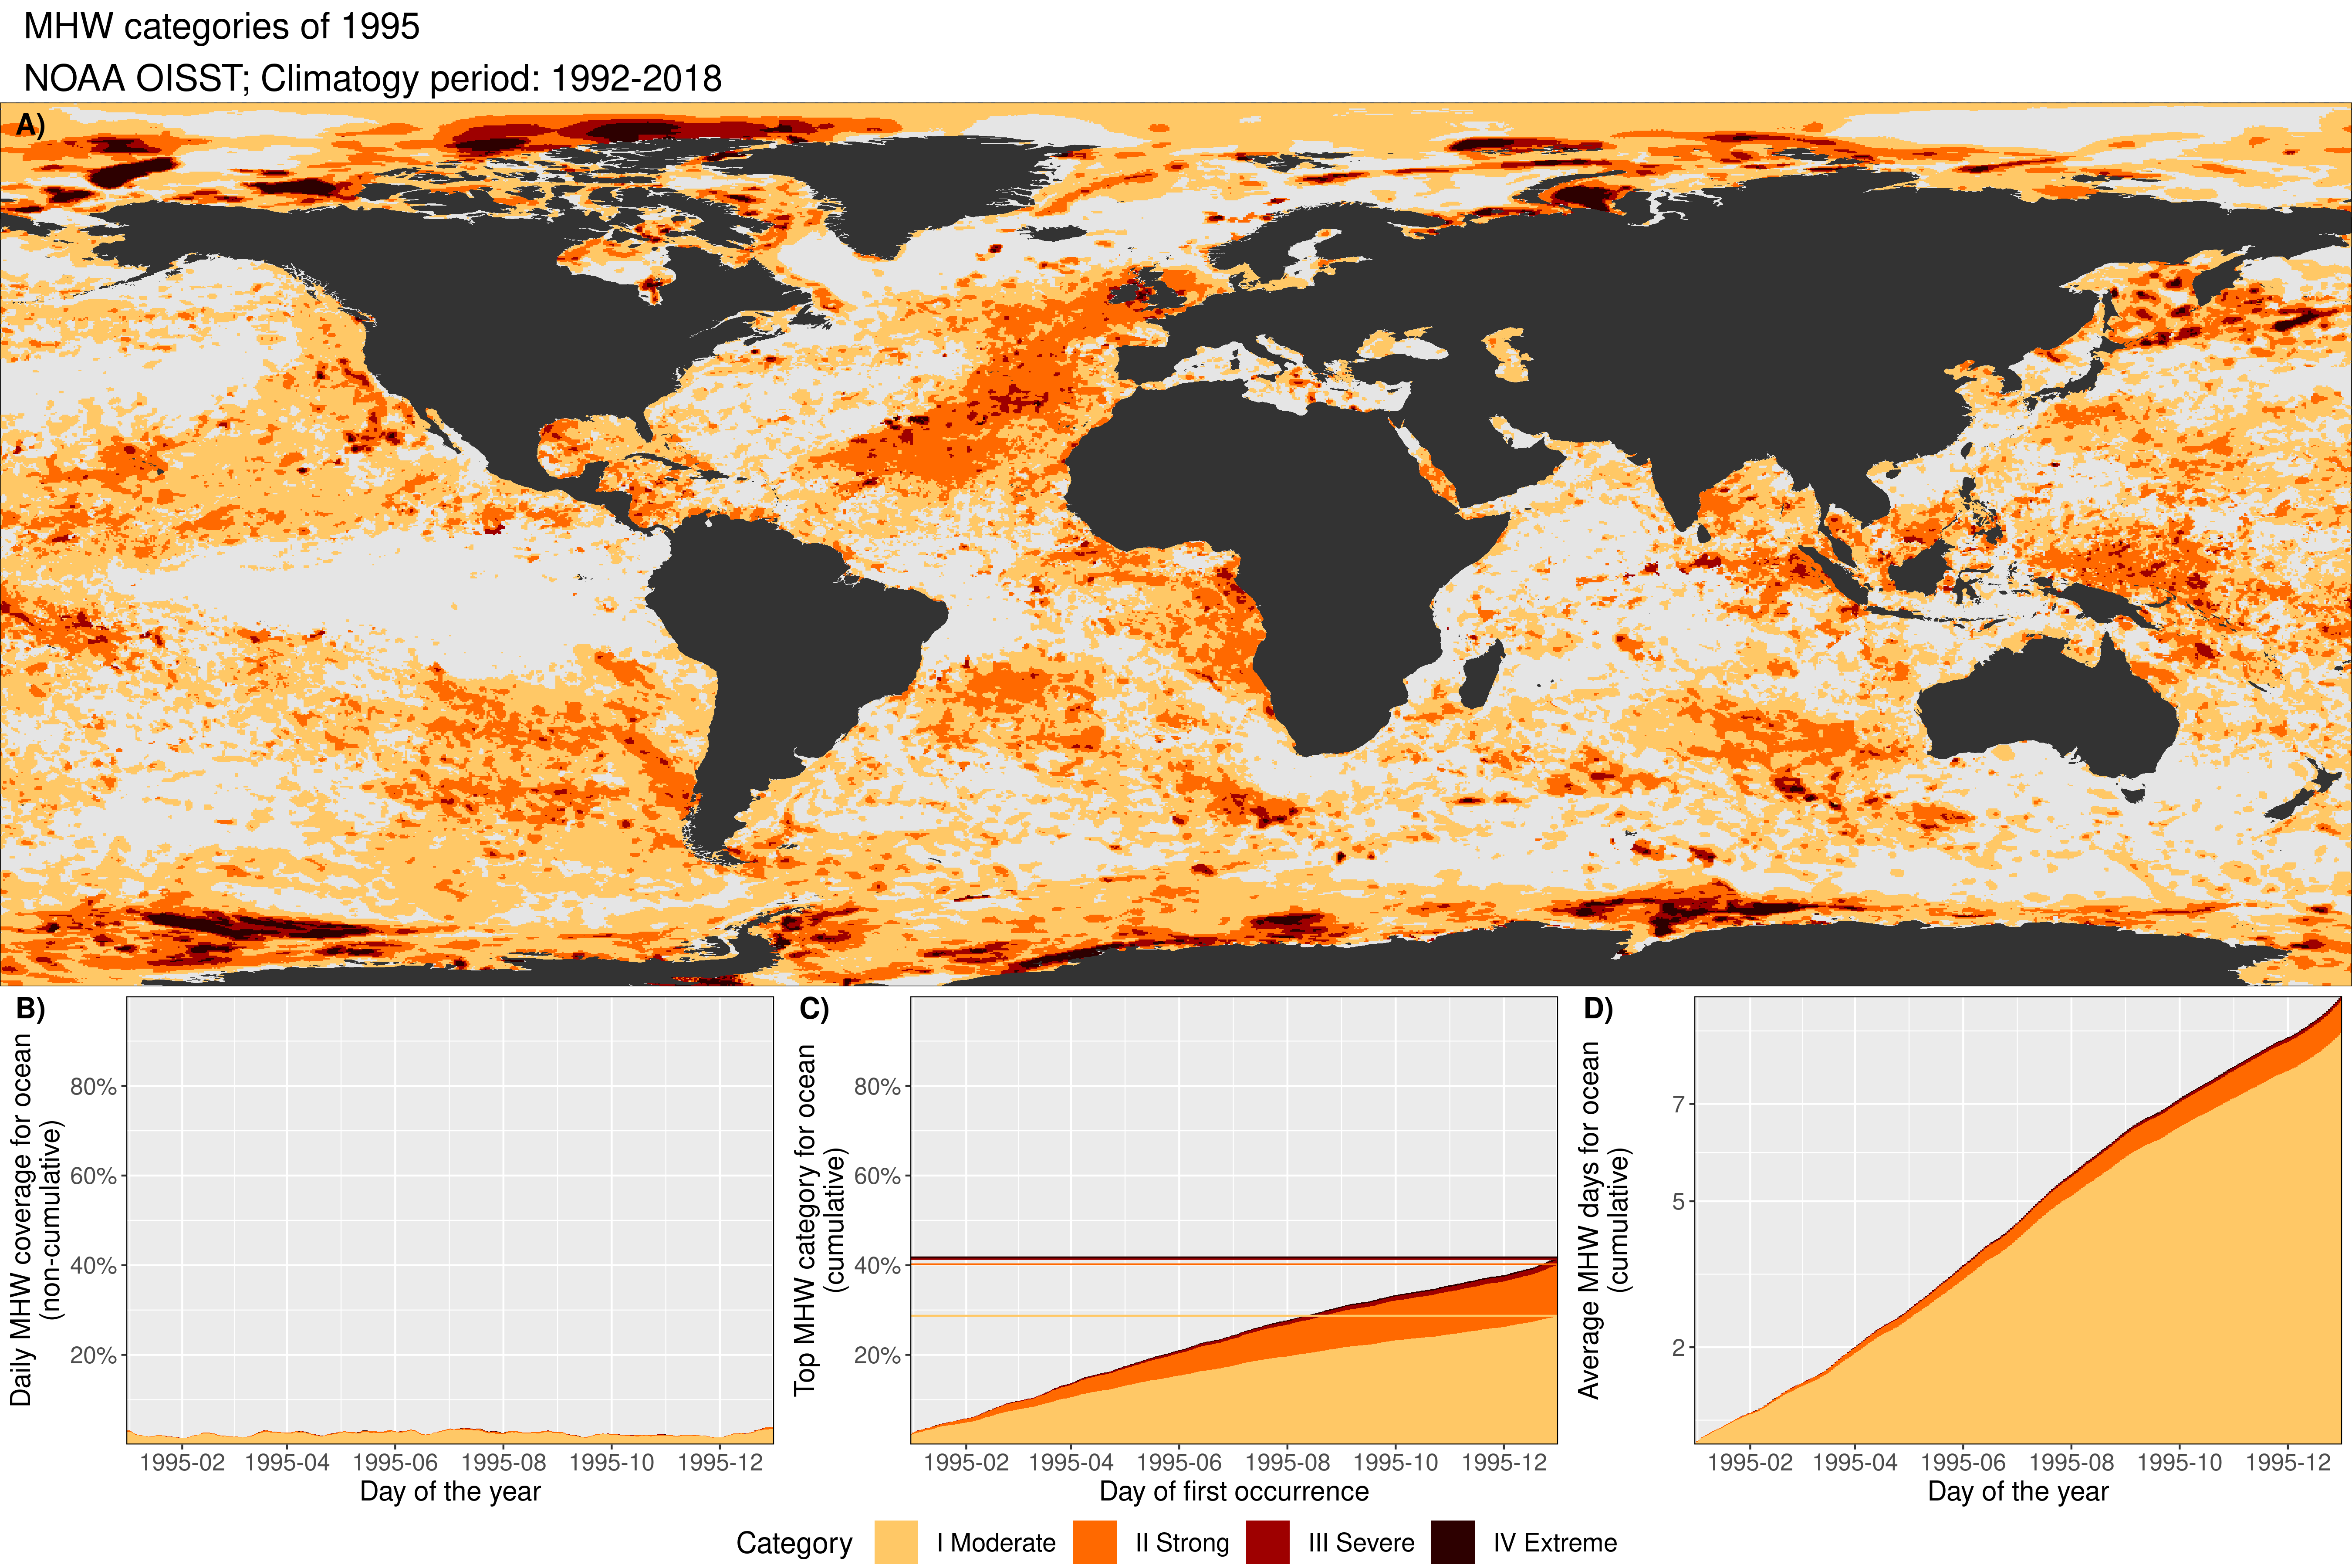 MHW categories of 1995
NOAA OISST; Climatogy period: 1992-2018
A)
B)
Daily MHW coverage for ocean
(non-cumulative)
80%
60%
40%
20%
1995-02 1995-04 1995-06 1995-08 1995-10 1995-12
Day of the year
C)
Top MHW category for ocean
(cumulative)
80%
60%
40%
20%
1995-02 1995-04 1995-06 1995-08 1995-10 1995-12
Day of first occurrence
D)
Average MHW days for ocean
(cumulative)
7
5
2
1995-02 1995-04 1995-06 1995-08 1995-10 1995-12
Day of the year
Category I Moderate II Strong III Severe IV Extreme